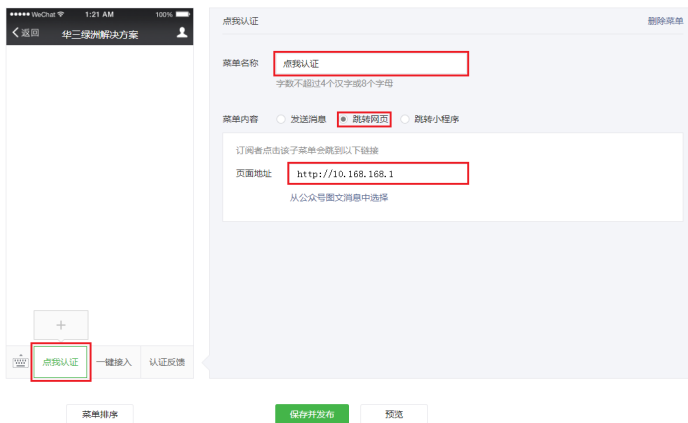 WeChat 1:21 AM 100%
返回 华三绿洲解决方案
点我认证 删除菜单
菜单名称 点我认证
字数不超过4个汉字或8个字母
菜单内容 发送消息 跳转网页 跳转小程序
订阅者点击该子菜单会跳到以下链接
页面地址 http://10.168.168.1
从公众号图文消息中选择
+
点我认证 一键接入 认证反馈
菜单排序 保存并发布 预览